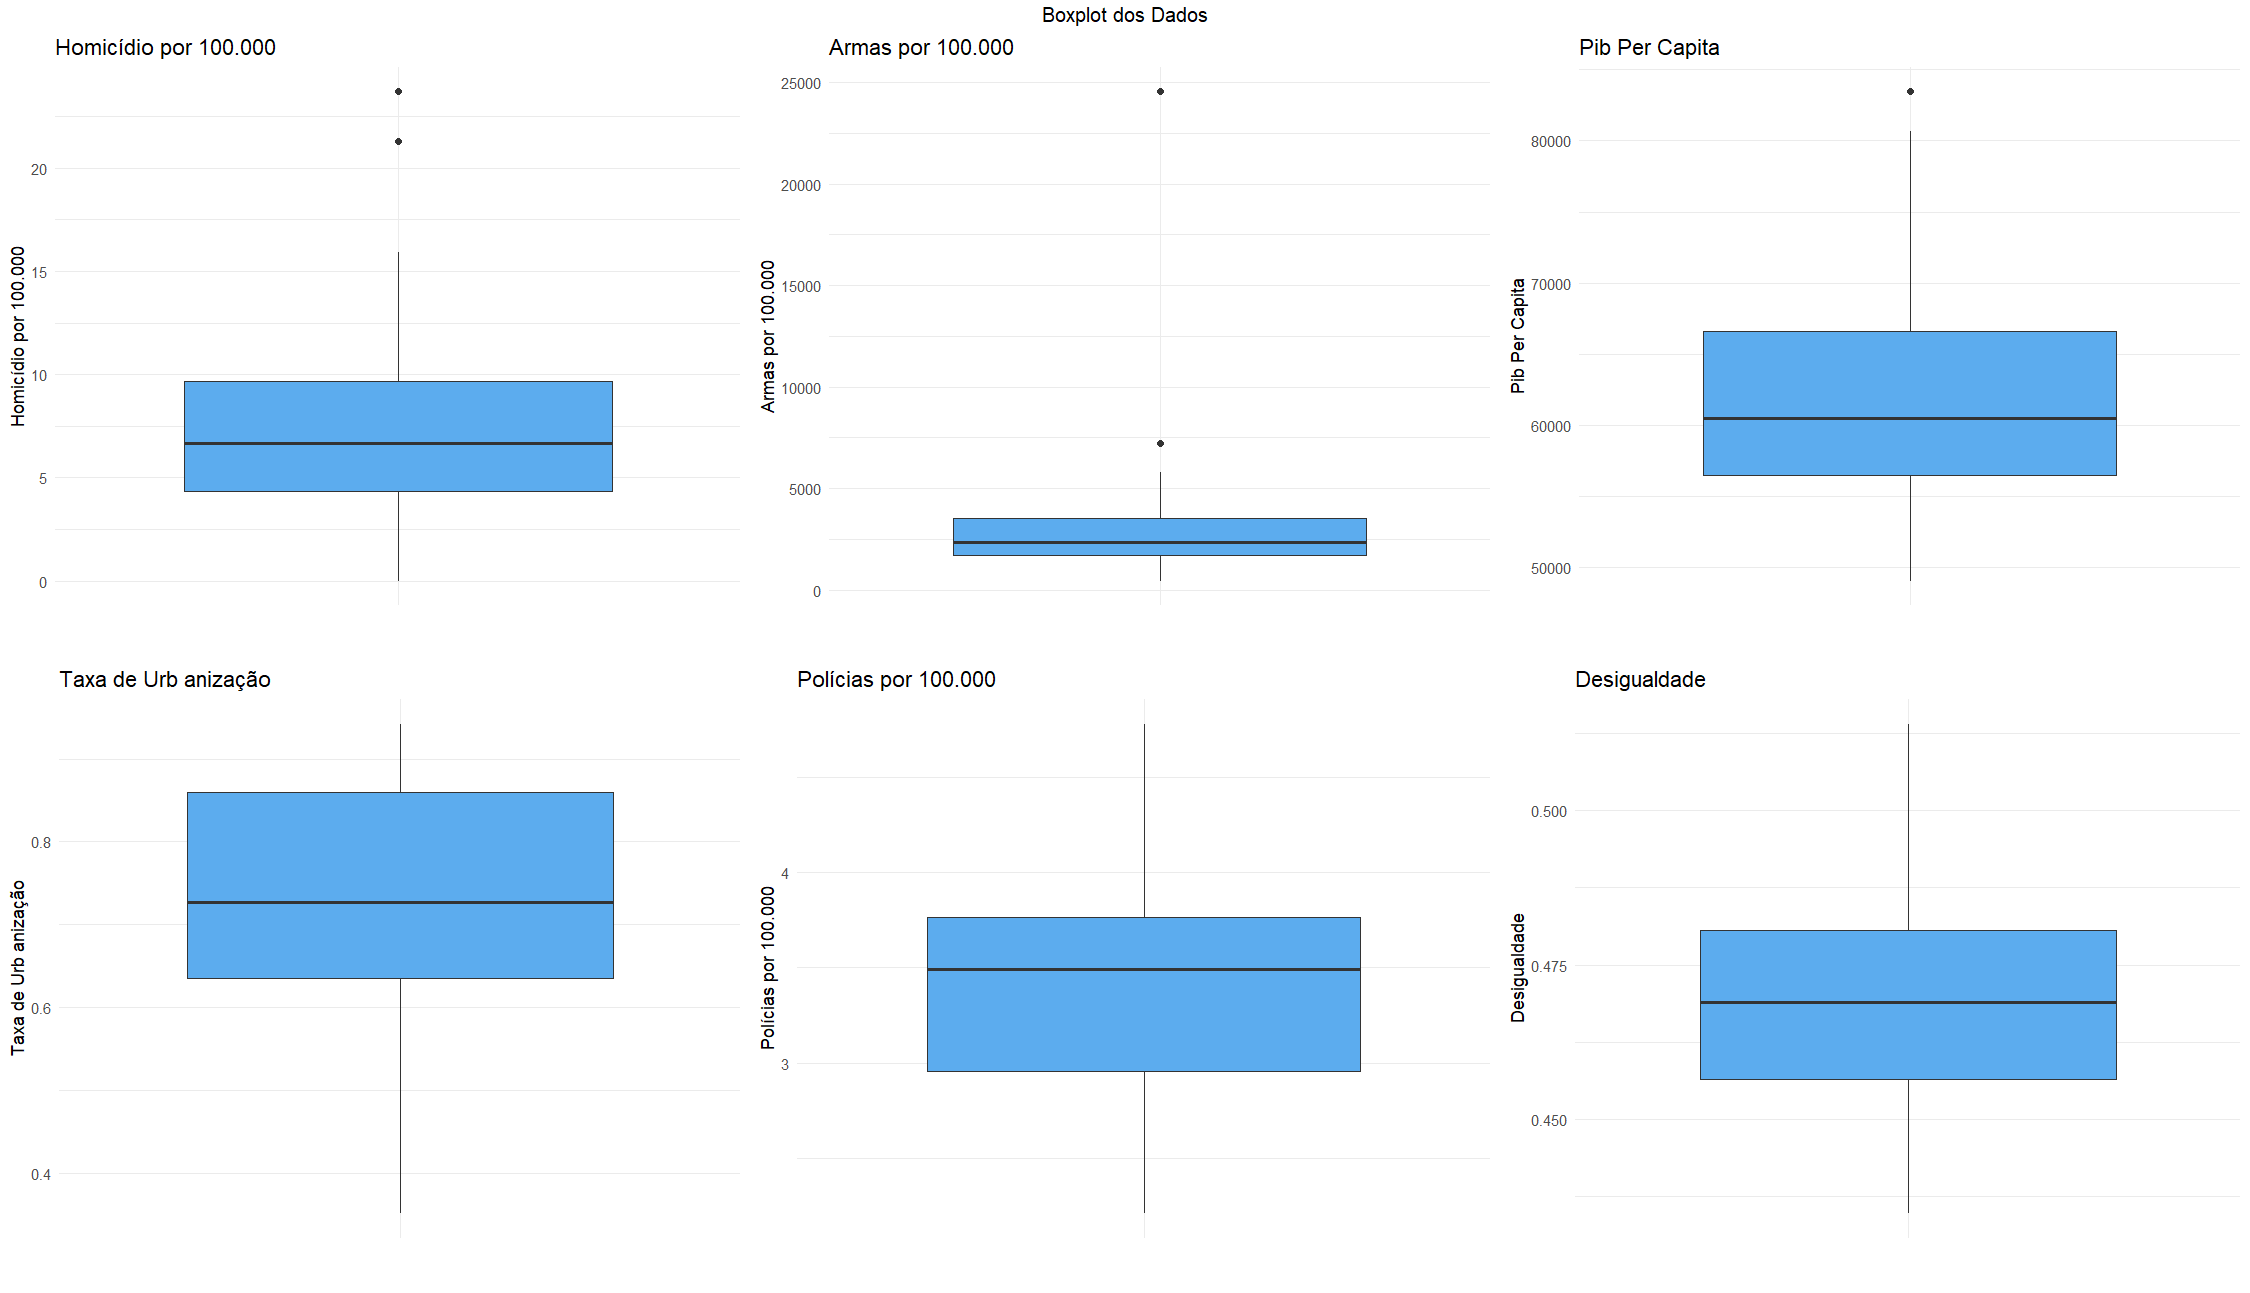 Boxplot dos Dados
Homicídio por 100.000
Homicídio por 100.000
20
15
10
5
0
Armas por 100.000
Armas por 100.000
25000
20000
15000
10000
5000
0
Pib Per Capita
Pib Per Capita
80000
70000
60000
50000
Taxa de Urb anização
Taxa de Urb anização
0.8
0.6
0.4
Polícias por 100.000
Polícias por 100.000
4
3
Desigualdade
Desigualdade
0.500
0.475
0.450